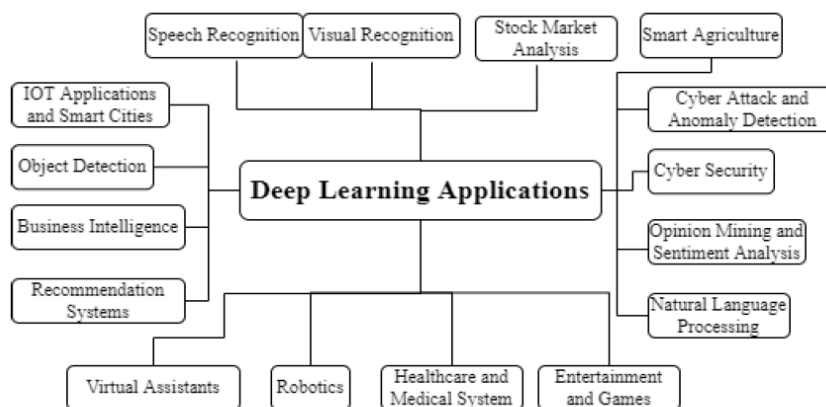 Speech Recognition
Visual Recognition
Stock Market
Analysis
Smart Agriculture
IOT Applications
and Smart Cities
Cyber Attack and
Anomaly Detection
Object Detection
Deep Learning Applications
Cyber Security
Business Intelligence
Opinion Mining and
Sentiment Analysis
Recommendation
Systems
Natural Language
Processing
Virtual Assistants
Robotics
Healthcare and
Medical System
Entertainment
and Games